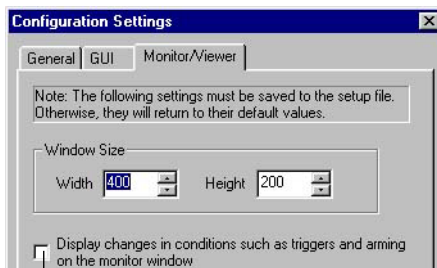 Configuration Settings
General GUI Monitor/Viewer
Note: The following settings must be saved to the setup file.
Otherwise, they will return to their default values.
Window Size
Width 400 Height 200
Display changes in conditions such as triggers and arming
on the monitor window